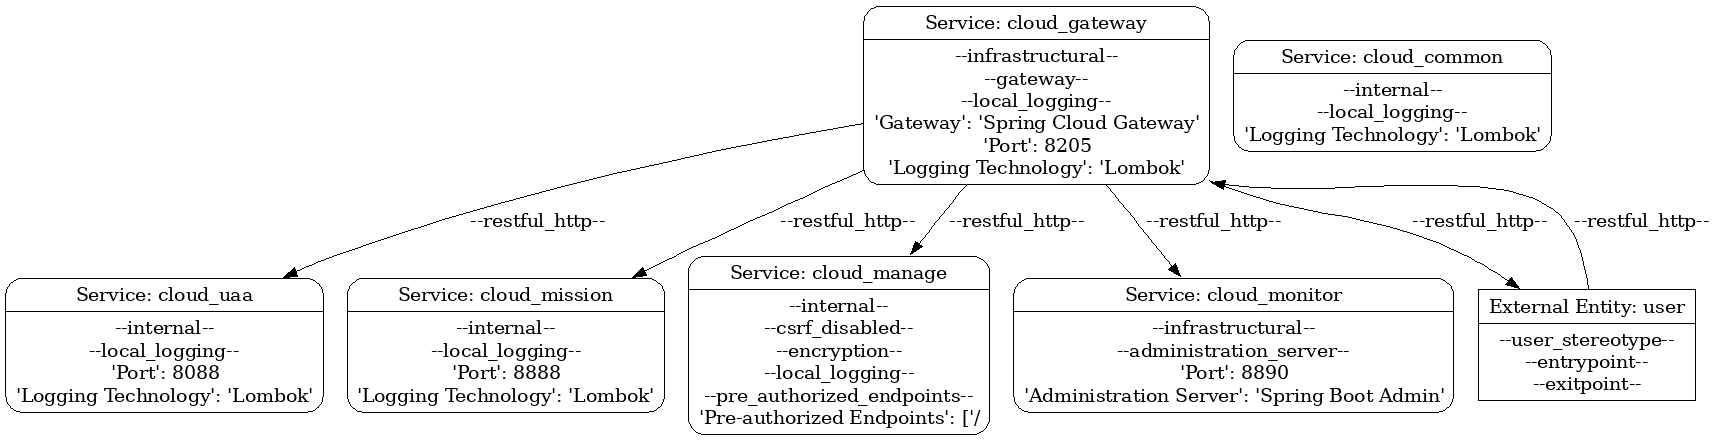 Service: cloud_gateway
--infrastructural--
--gateway--
--local_logging--
'Gateway': 'Spring Cloud Gateway'
'Port': 8205
'Logging Technology': 'Lombok'
Service: cloud_common
--internal--
--local_logging--
'Logging Technology': 'Lombok'
--restful_http--
--restful_http--
--restful_http--
--restful_http--
--restful_http--
--restful_http--
Service: cloud_uaa
--internal--
--local_logging--
'Port': 8088
'Logging Technology': 'Lombok'
Service: cloud_mission
--internal--
--local_logging--
'Port': 8888
'Logging Technology': 'Lombok'
Service: cloud_manage
--internal--
--csrf_disabled--
--encryption--
--local_logging--
--pre_authorized_endpoints--
'Pre-authorized Endpoints': ['/
Service: cloud_monitor
--infrastructural--
--administration_server--
'Port': 8890
'Administration Server': 'Spring Boot Admin'
External Entity: user
--user_stereotype--
--entrypoint--
--exitpoint--